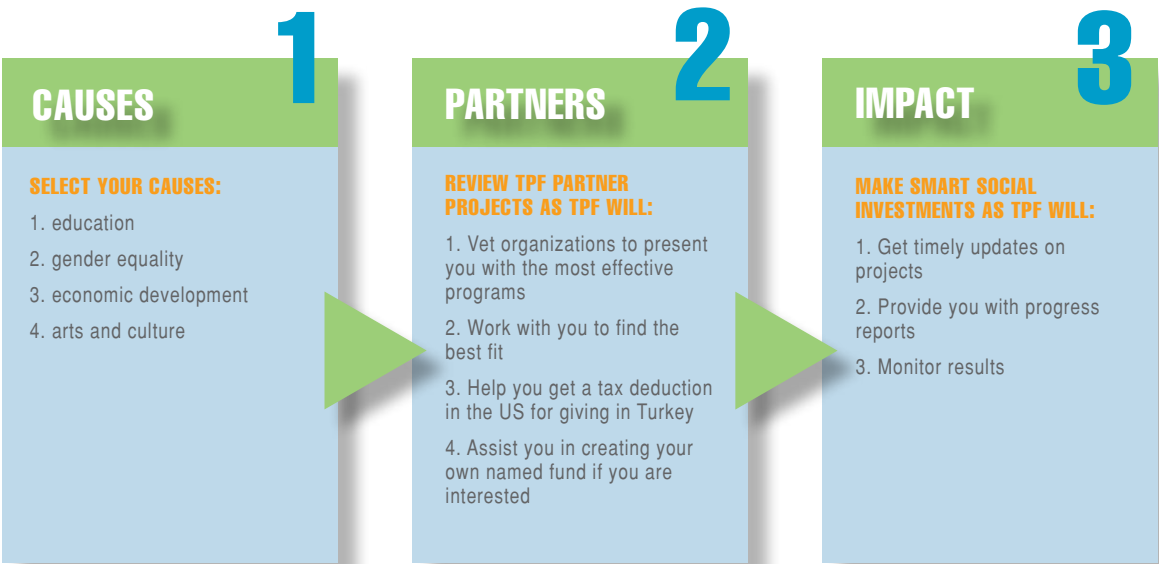 1
CAUSES
SELECT YOUR CAUSES:
1. education
2. gender equality
3. economic development
4. arts and culture
2
PARTNERS
REVIEW TPF PARTNER
PROJECTS AS TPF WILL:
1. Vet organizations to present
you with the most effective
programs
2. Work with you to find the
best fit
3. Help you get a tax deduction
in the US for giving in Turkey
4. Assist you in creating your
own named fund if you are
interested
3
IMPACT
MAKE SMART SOCIAL
INVESTMENTS AS TPF WILL:
1. Get timely updates on
projects
2. Provide you with progress
reports
3. Monitor results